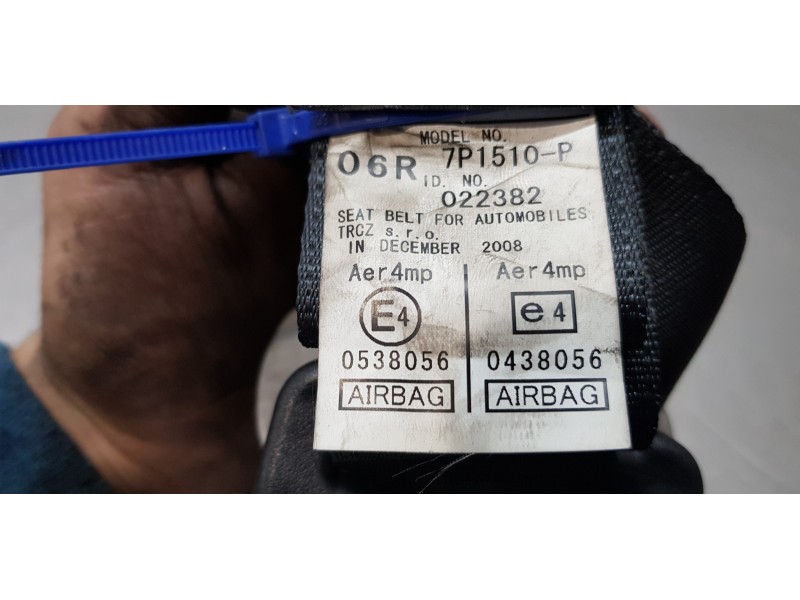 MODEL NO.
06R 7P1510-P
ID. NO.
022382
SEAT BELT FOR AUTOMOBILES
TRCZ s.r.o.
IN DECEMBER 2008
Aer4mp Aer4mp
E4 e4
0538056 0438056
AIRBAG AIRBAG